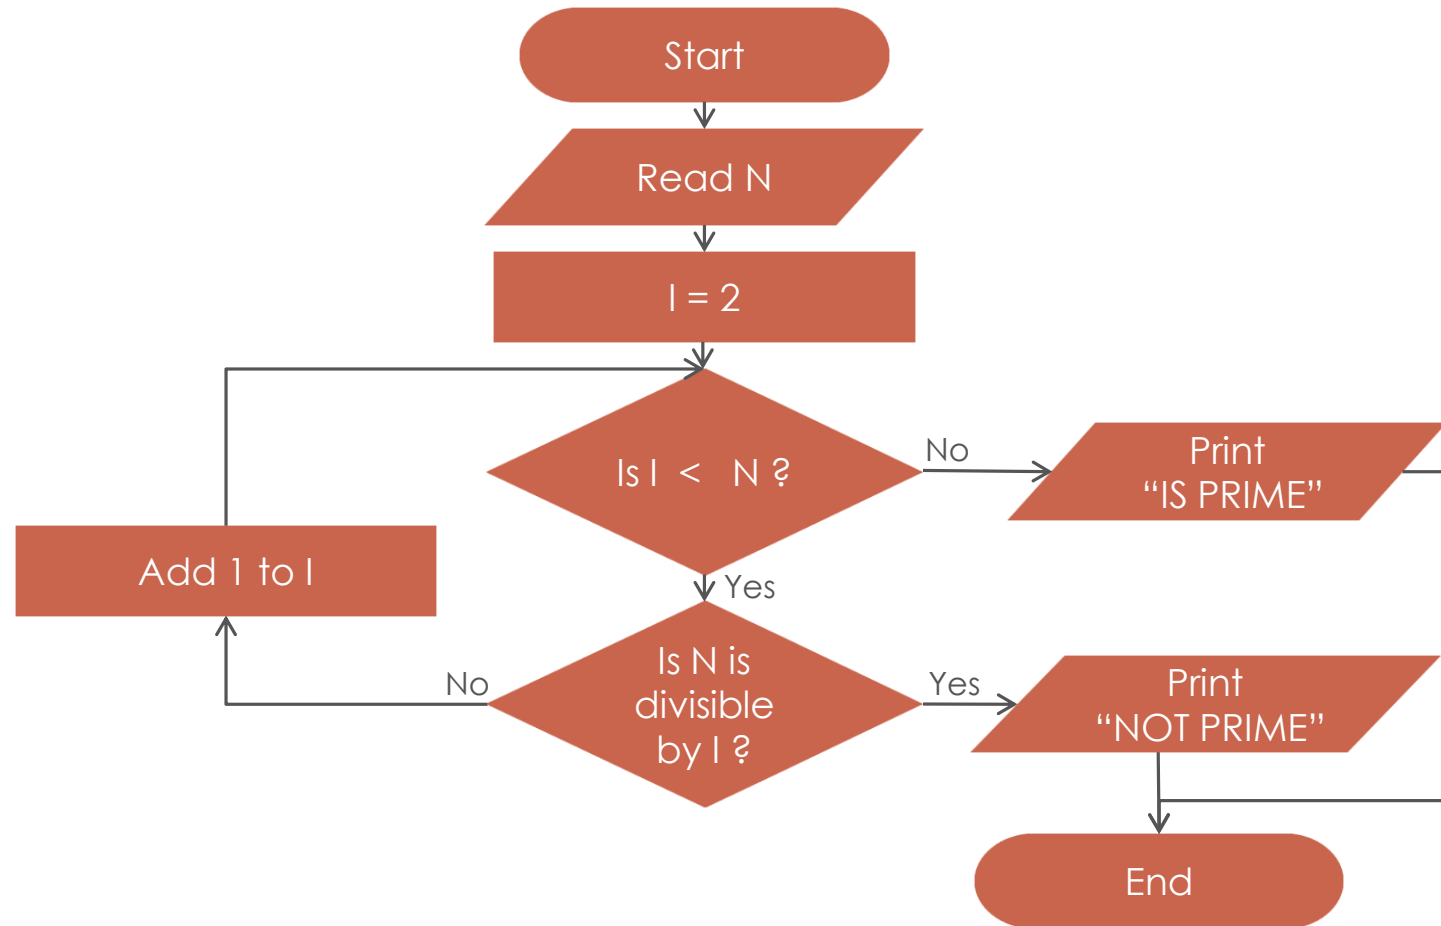 Start
Read N
I = 2
Is I < N ?
No
Print
“IS PRIME”
Add 1 to I
Yes
Is N is
divisible
by I ?
No
Yes
Print
“NOT PRIME”
End